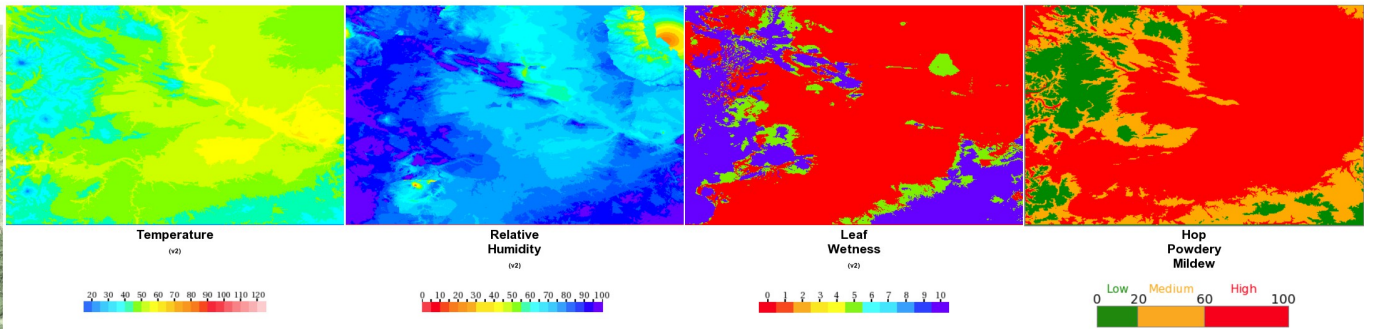 Temperature
(v2)
20 30 40 50 60 70 80 90 100 110 120
Relative
Humidity
(v2)
0 10 20 30 40 50 60 70 80 90 100
Leaf
Wetness
(v2)
0 1 2 3 4 5 6 7 8 9 10
Hop
Powdery
Mildew
Low Medium High
0 20 60 100